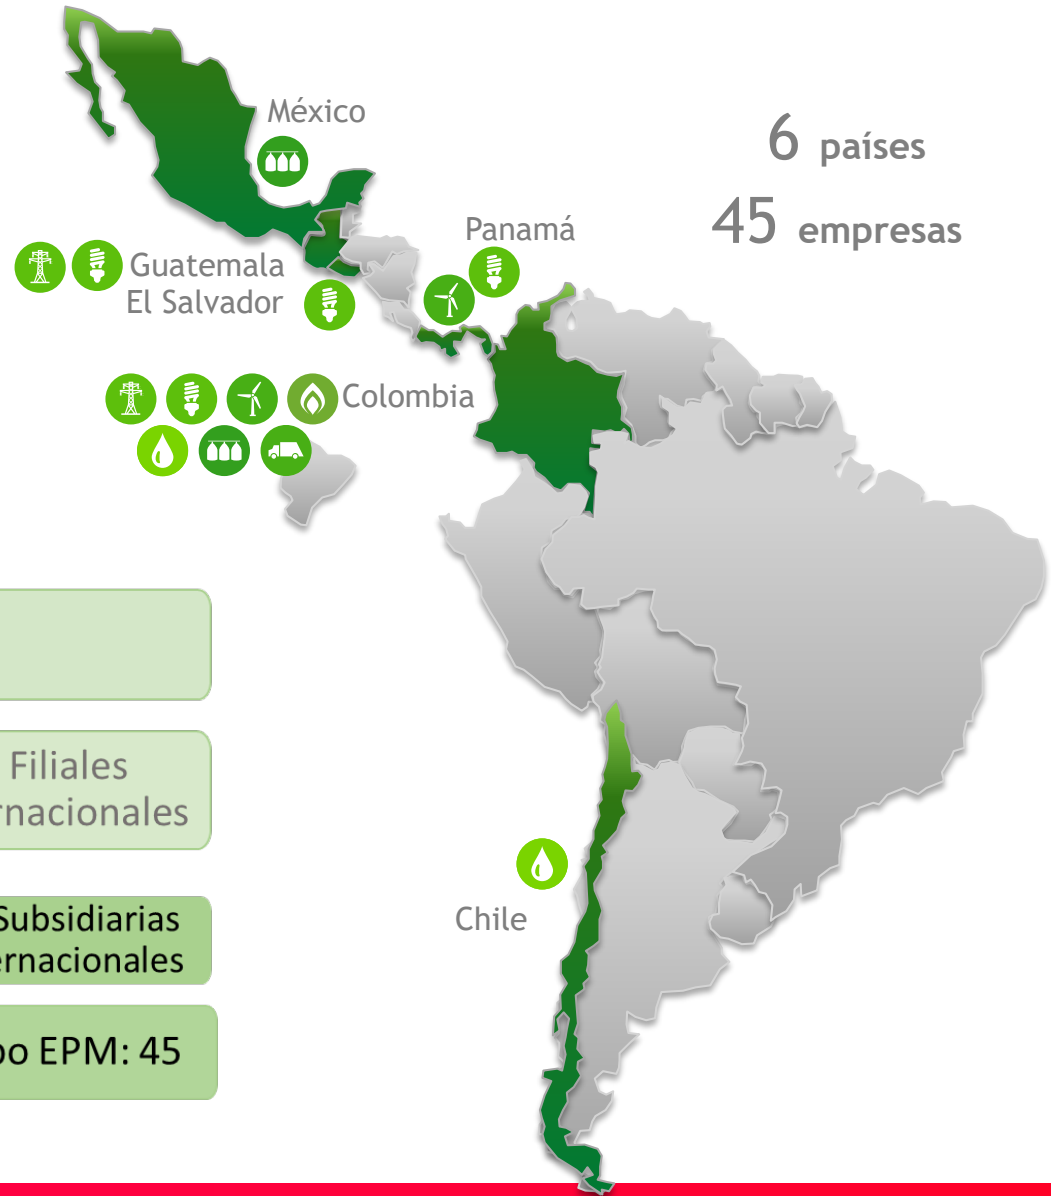 México
6 países
45 empresas
Panamá
Guatemala
El Salvador
Colombia
Filiales
rnacionales
Subsidiarias
ernacionales
po EPM: 45
Chile